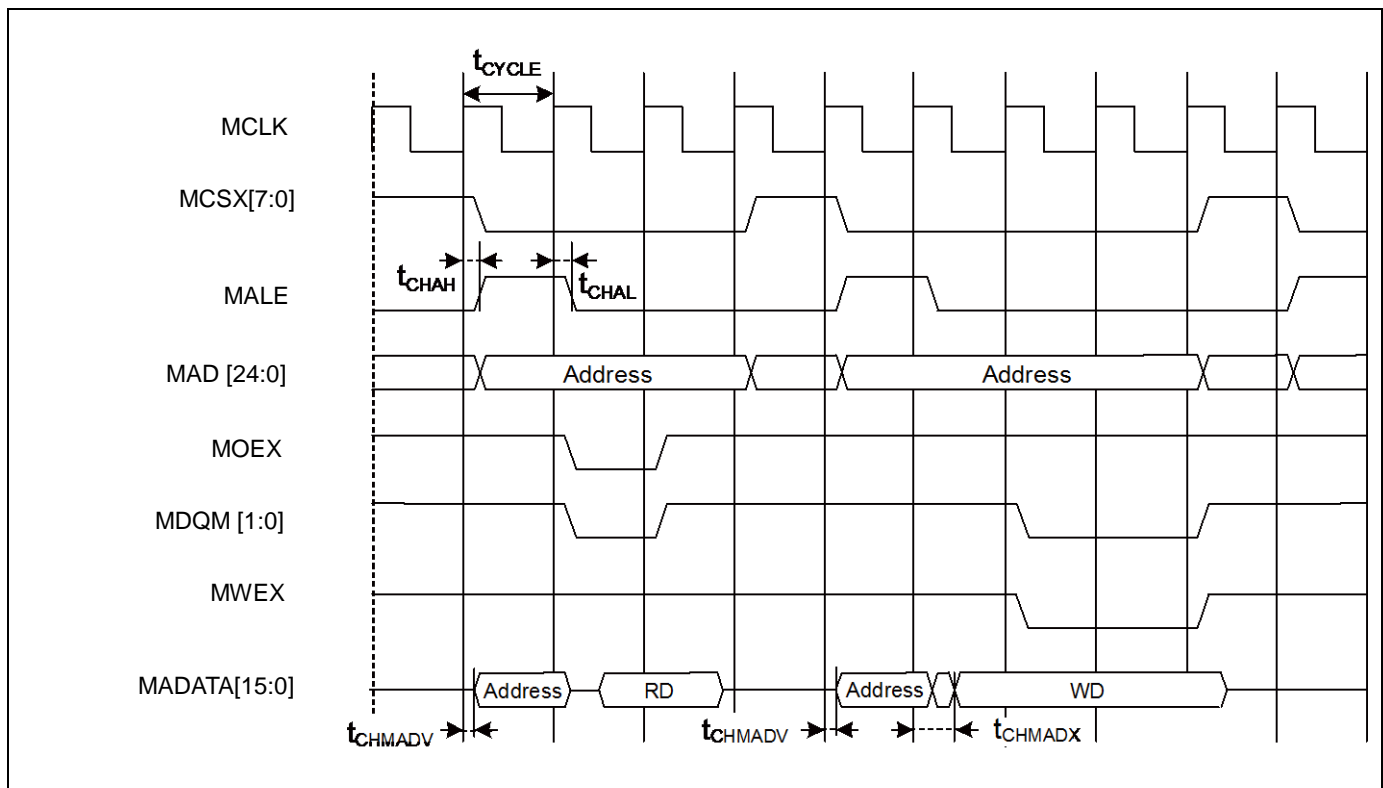 tCYCLE
MCLK
MCSX[7:0]
tCHAH
tCHAL
MALE
MAD [24:0]
Address
Address
MOEX
MDQM [1:0]
MWEX
MADATA[15:0]
Address
RD
Address
WD
tCHMADV
tCHMADV
tCHMADX